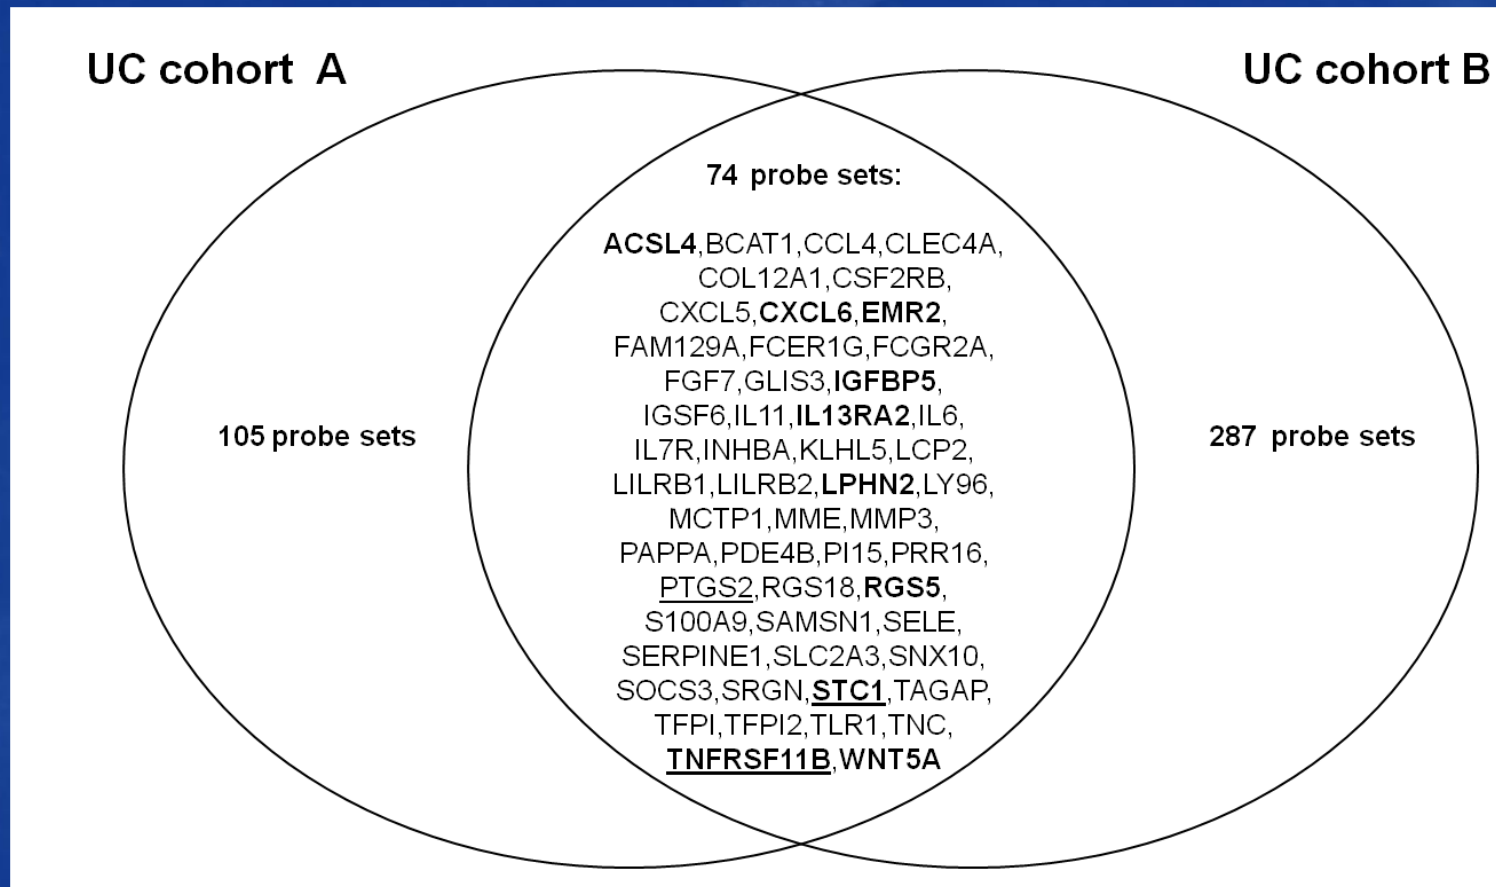 UC cohort A
UC cohort B
74 probe sets:
ACSL4,BCAT1,CCL4,CLEC4A,
COL12A1,CSF2RB,
CXCL5,CXCL6,EMR2,
FAM129A,FCER1G,FCGR2A,
FGF7,GLIS3,IGFBP5,
IGSF6,IL11,IL13RA2,IL6,
IL7R,INHBA,KLHL5,LCP2,
LILRB1,LILRB2,LPHN2,LY96,
MCTP1,MME,MMP3,
PAPPA,PDE4B,PI15,PRR16,
PTGS2,RGS18,RGS5,
S100A9,SAMSN1,SELE,
SERPINE1,SLC2A3,SNX10,
SOCS3,SRGN,STC1,TAGAP,
TFPI,TFPI2,TLR1,TNC,
TNFRSF11B,WNT5A
105 probe sets
287 probe sets